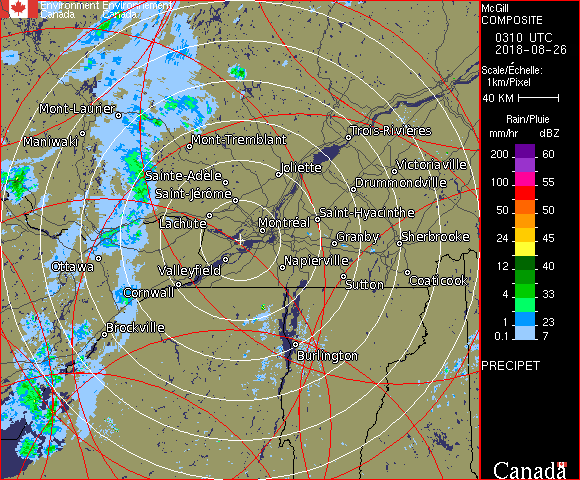 Environment Environnement
Canada Canada
McGill
COMPOSITE
0310 UTC
2018-08-26
Scale/Échelle:
1km/Pixel
40 KM
Rain/Pluie
mm/hr dBZ
200 60
100 55
50 50
24 45
12 40
4 33
1 23
0.1 7
PRECIPET
Canada
Mont-Laurier
Trois-Rivières
Maniwaki
Mont-Tremblant
Victoriaville
Joliette
Sainte-Adèle
Drummondville
Saint-Jérôme
Saint-Hyacinthe
Lachute
Montréal
Granby
Sherbrooke
Ottawa
Napierville
Valleyfield
Coaticook
Sutton
Cornwall
Brockville
Burlington